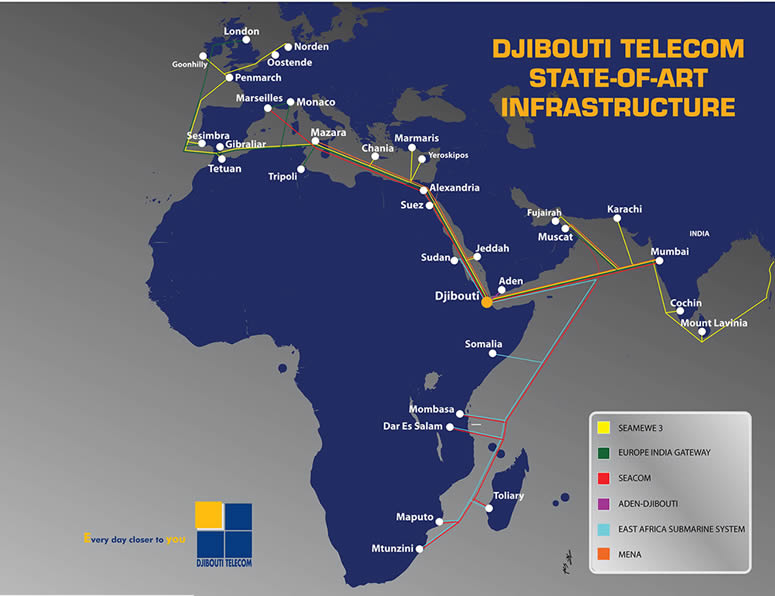 DJIBOUTI TELECOM
STATE-OF-ART
INFRASTRUCTURE
London
Norden
Oostende
Goonhilly
Penmarch
Marseilles
Monaco
Sesimbra
Gibraliar
Tetuan
Mazara
Tripoli
Chania
Marmaris
Yeroskipos
Alexandria
Suez
Fujairah
Karachi
Muscat
INDIA
Mumbai
Sudan
Jeddah
Aden
Djibouti
Cochin
Mount Lavinia
Somalia
Mombasa
Dar Es Salam
Toliary
Maputo
Mtunzini
SEAMEWE 3
EUROPE INDIA GATEWAY
SEACOM
ADEN-DJIBOUTI
EAST AFRICA SUBMARINE SYSTEM
MENA
Every day closer to you
DJIBOUTI TELECOM